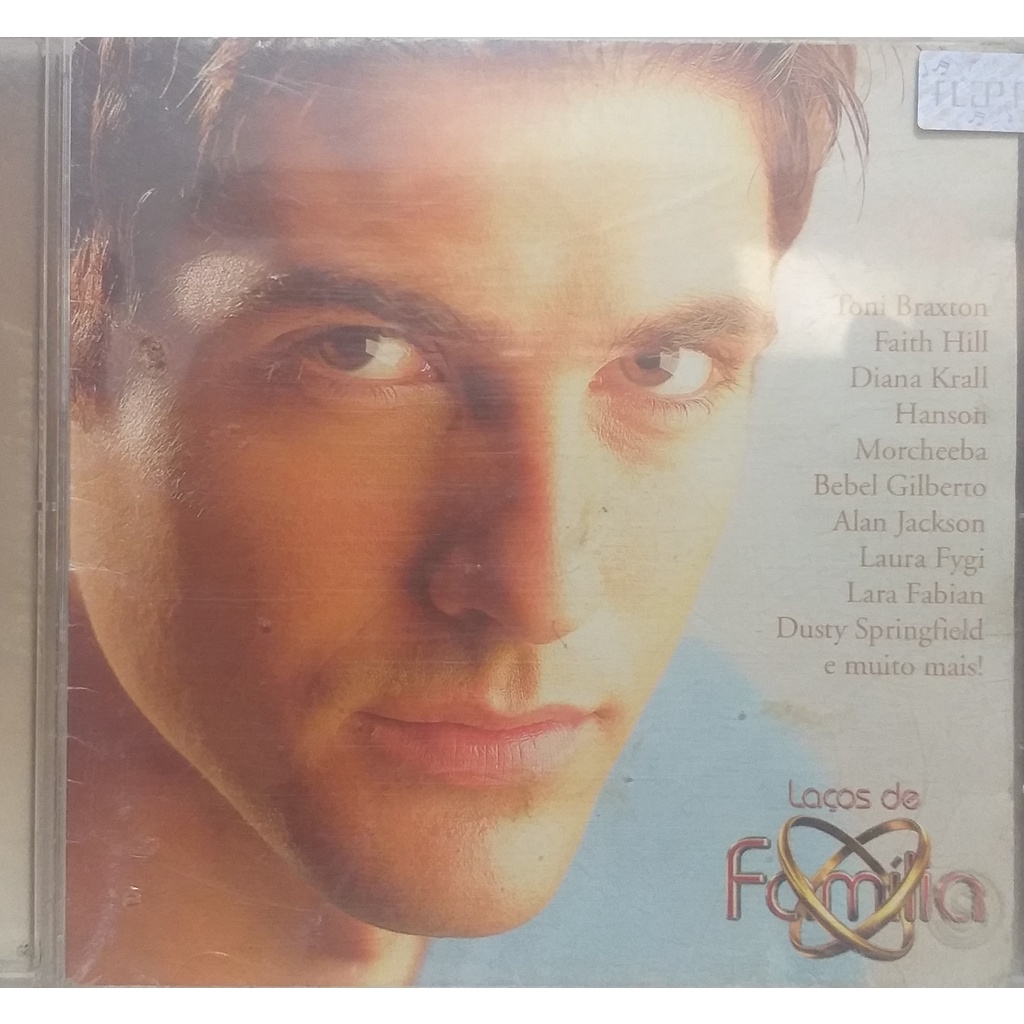 Toni Braxton
Faith Hill
Diana Krall
Hanson
Morcheeba
Bebel Gilberto
Alan Jackson
Laura Fygi
Lara Fabian
Dusty Springfield
e muito mais!
Laços de
Família